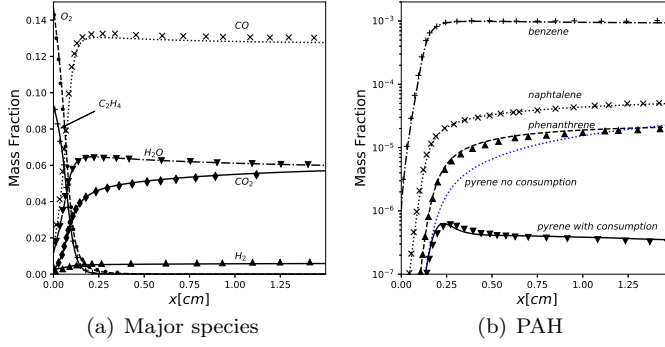 0.14
0.12
0.10
0.08
0.06
0.04
0.02
0.00
Mass Fraction
O₂
CO
C₂H₄
H₂O
CO₂
H₂
0.00 0.25 0.50 0.75 1.00 1.25
x[cm]
(a) Major species
10⁻³
10⁻⁴
10⁻⁵
10⁻⁶
10⁻⁷
Mass Fraction
benzene
naphtalene
phenanthrene
pyrene no consumption
pyrene with consumption
0.00 0.25 0.50 0.75 1.00 1.25
x[cm]
(b) PAH